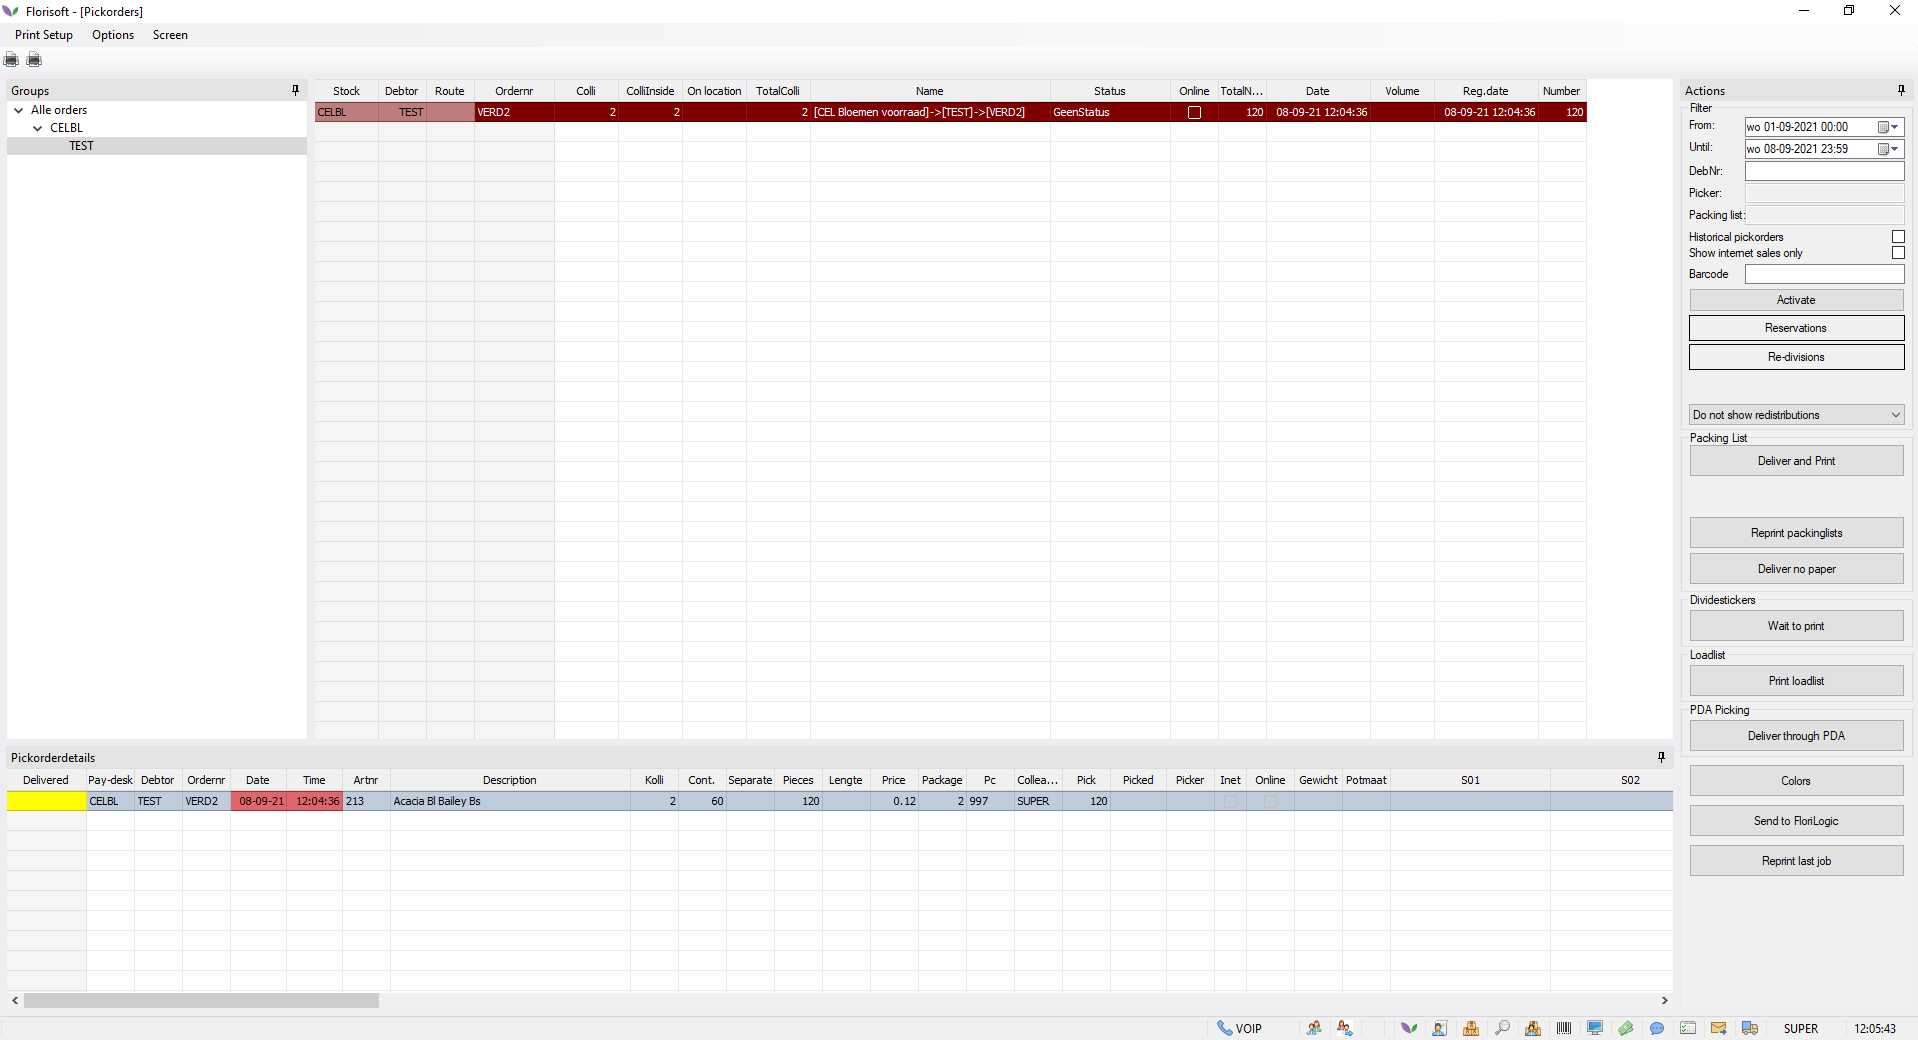 Florisoft - [Pickorders]
Print Setup Options Screen
Groups
Alle orders
CELBL
TEST
Stock Debtor Route Ordernr Colli ColliInside On location TotalColli Name Status Online TotalN... Date Volume Reg.date Number
CELBL TEST VERD2 2 2 2 [CEL Bloemen voorraad]->[TEST]->[VERD2] GeenStatus 120 08-09-21 12:04:36 08-09-21 12:04:36 120
Actions
Filter
From: wo 01-09-2021 00:00
Until: wo 08-09-2021 23:59
DebNr:
Picker:
Packing list:
Historical pickorders
Show internet sales only
Barcode
Activate
Reservations
Re-divisions
Do not show redistributions
Packing List
Deliver and Print
Reprint packinglists
Deliver no paper
Dividestickers
Wait to print
Loadlist
Print loadlist
PDA Picking
Deliver through PDA
Colors
Send to FloriLogic
Reprint last job
Pickorderdetails
Delivered Pay-desk Debtor Ordernr Date Time Artnr Description Kolli Cont. Separate Pieces Lengte Price Package Pc Collea... Pick Picked Picker Inet Online Gewicht Potmaat S01 S02
CELBL TEST VERD2 08-09-21 12:04:36 213 Acacia Bl Bailey Bs 2 60 120 0.12 2 997 SUPER 120
VOIP SUPER 12:05:43